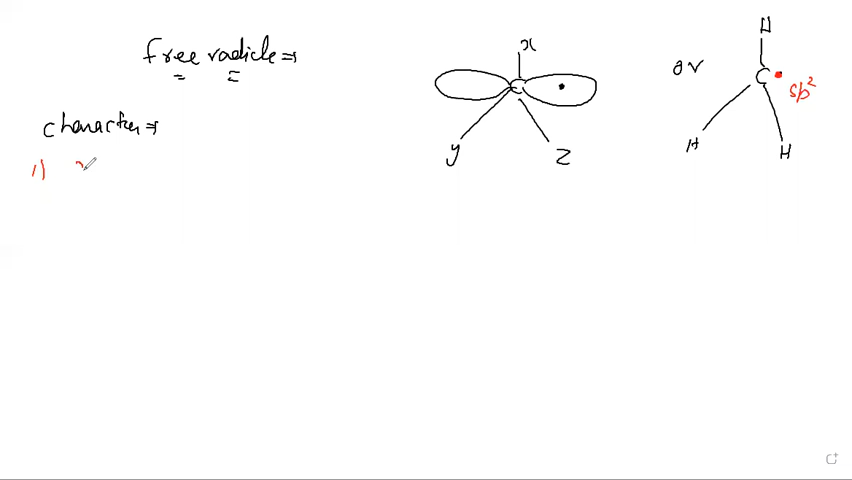 free radicle ⇒
character ⇒
1)
x
C
y
Z
or
H
C
sp²
H
H